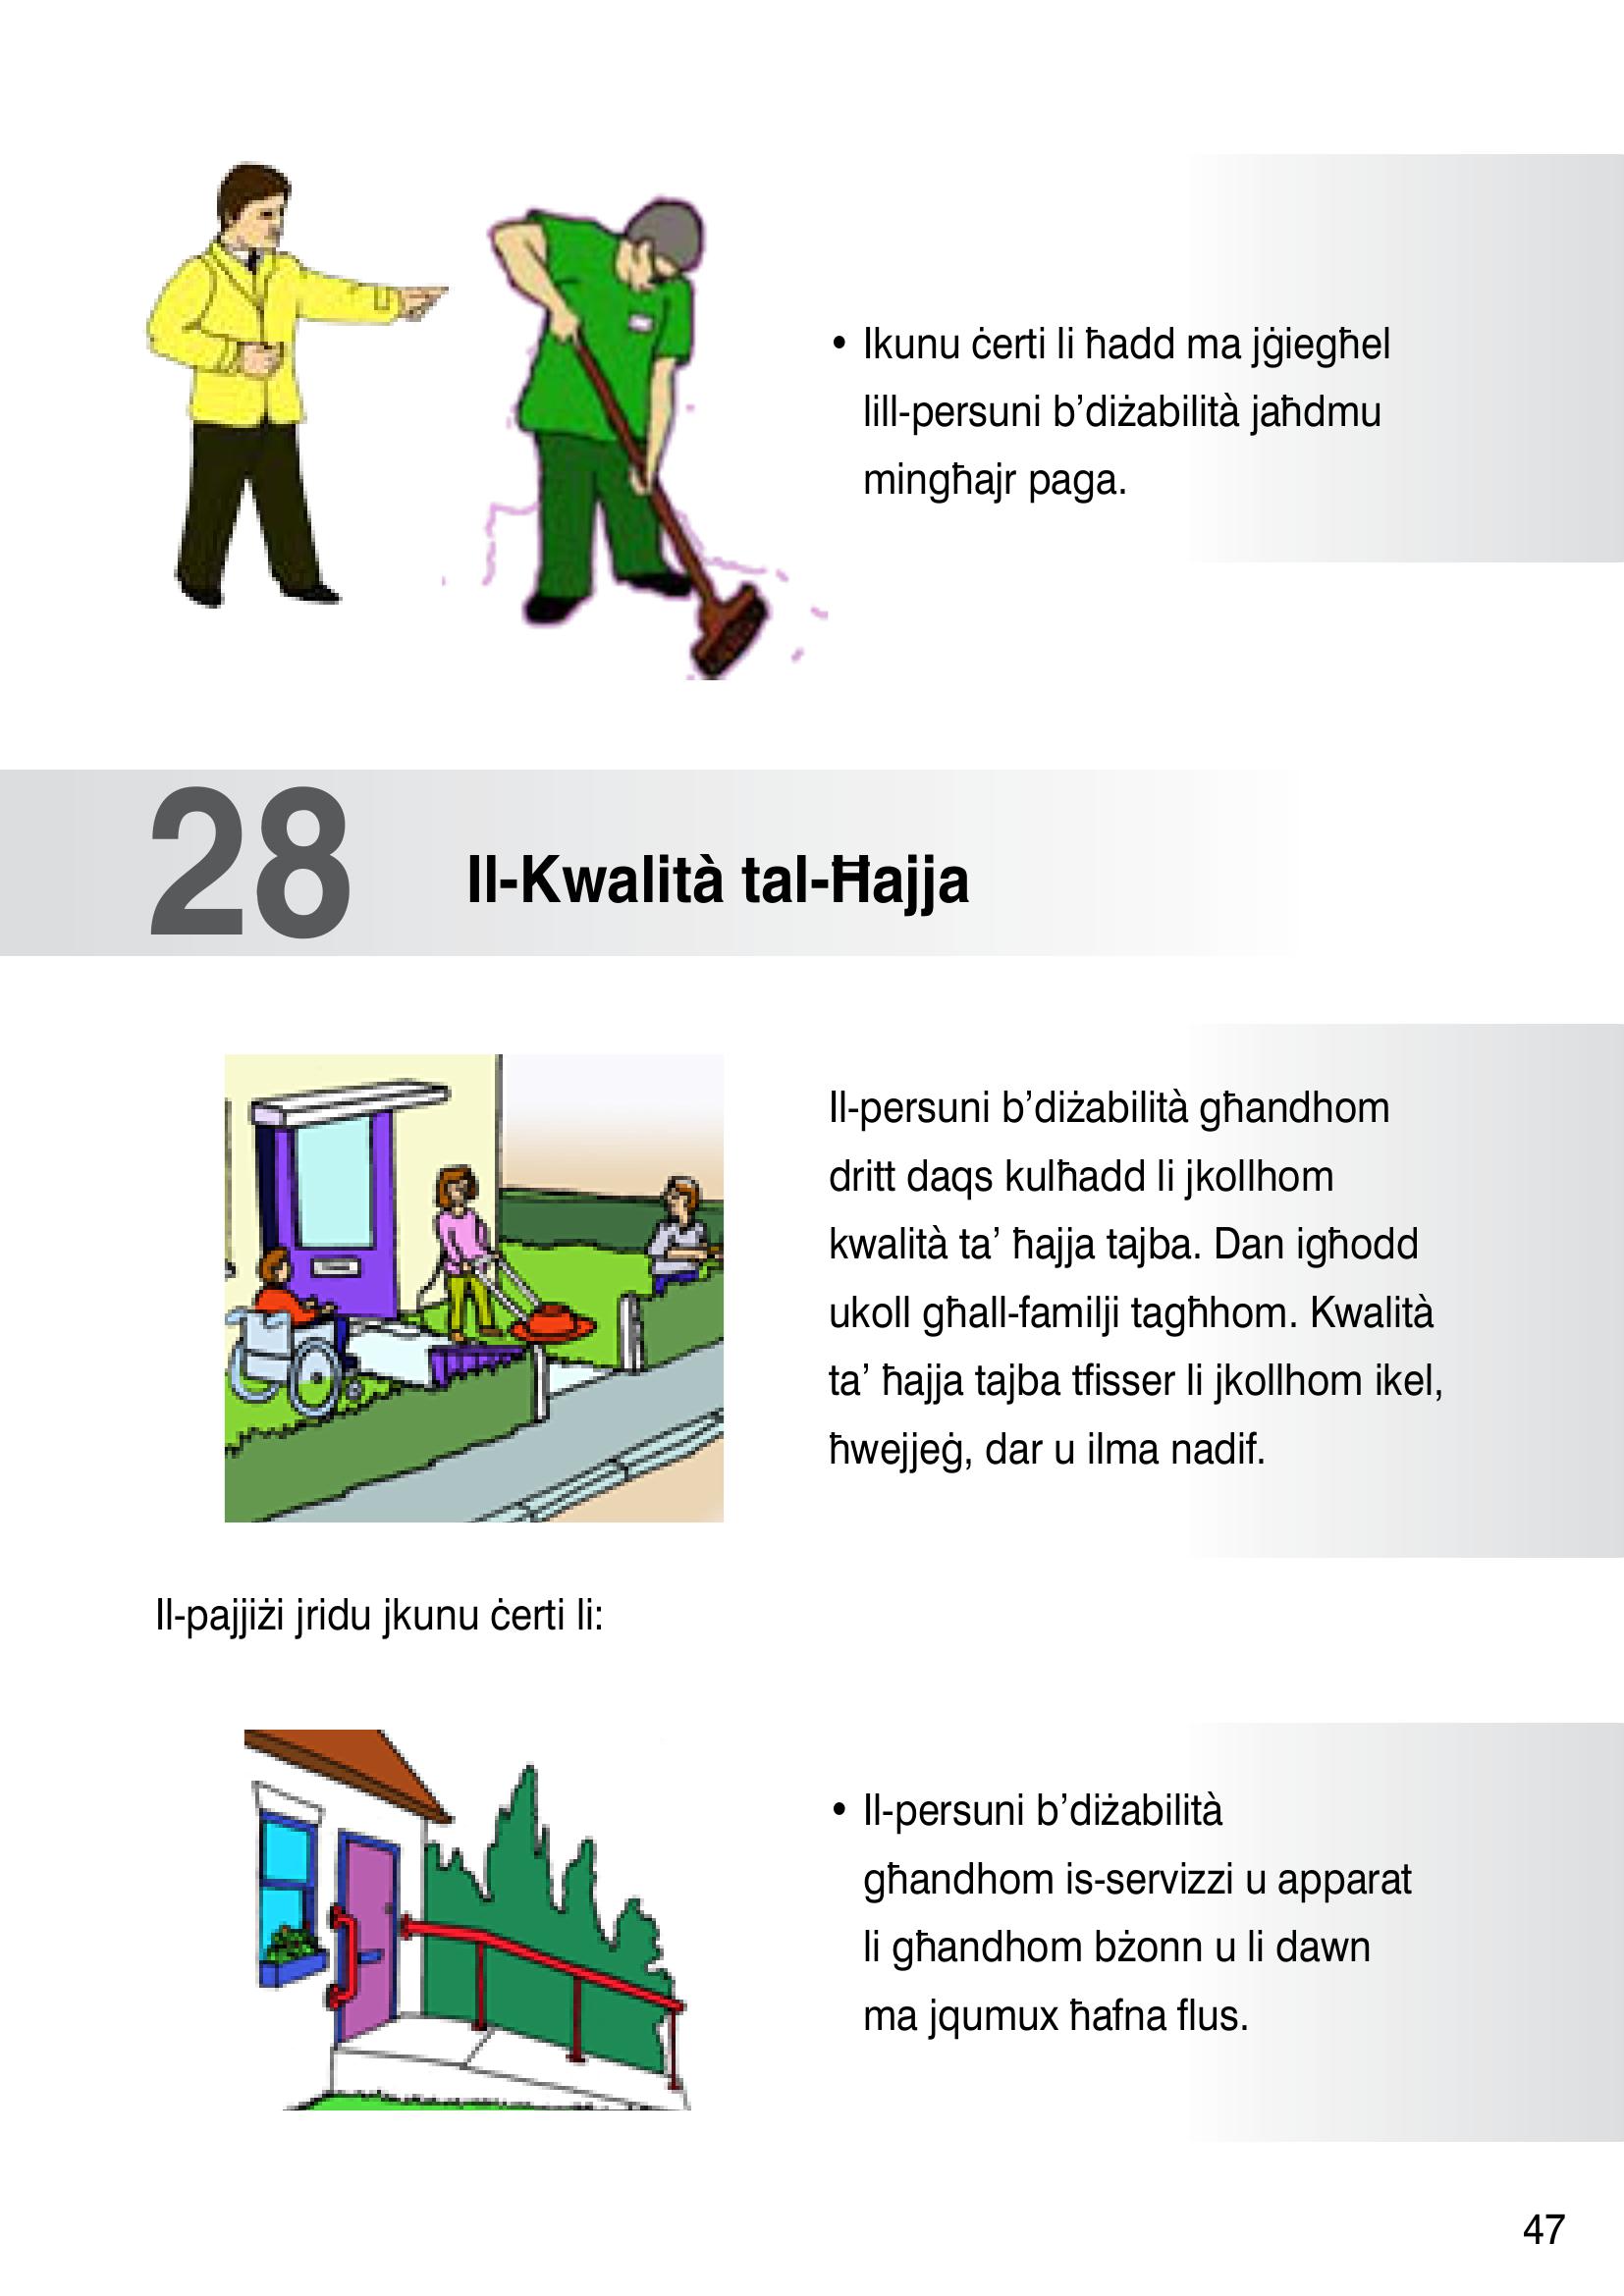 • Ikunu ċerti li ħadd ma jġiegħel
lill-persuni b’diżabilità jaħdmu
mingħajr paga.
28 Il-Kwalità tal-Ħajja
Il-persuni b’diżabilità għandhom
dritt daqs kulħadd li jkollhom
kwalità ta’ ħajja tajba. Dan igħodd
ukoll għall-familji tagħhom. Kwalità
ta’ ħajja tajba tfisser li jkollhom ikel,
ħwejjeġ, dar u ilma nadif.
Il-pajjiżi jridu jkunu ċerti li:
• Il-persuni b’diżabilità
għandhom is-servizzi u apparat
li għandhom bżonn u li dawn
ma jqumux ħafna flus.
47